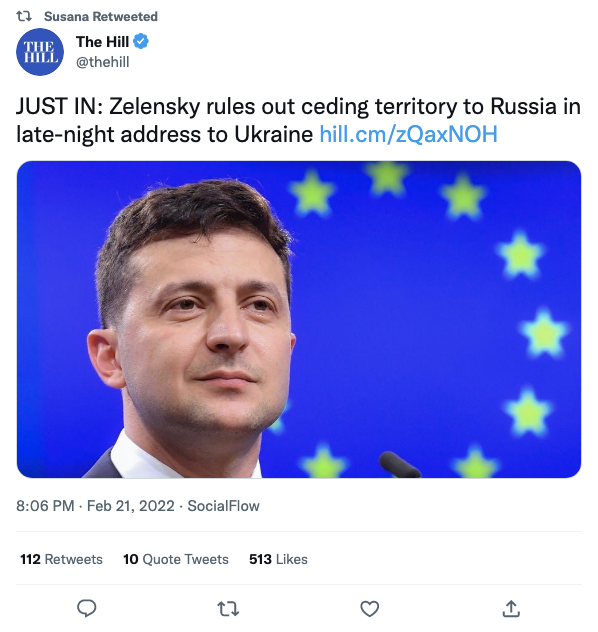 Susana Retweeted
THE
HILL
The Hill
@thehill
JUST IN: Zelensky rules out ceding territory to Russia in
late-night address to Ukraine hill.cm/zQaxNOH
8:06 PM · Feb 21, 2022 · SocialFlow
112 Retweets 10 Quote Tweets 513 Likes